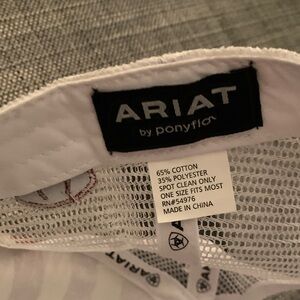 ARIAT
by ponyflo
65% COTTON
35% POLYESTER
SPOT CLEAN ONLY
ONE SIZE FITS MOST
RN#54976
MADE IN CHINA
ARIAT